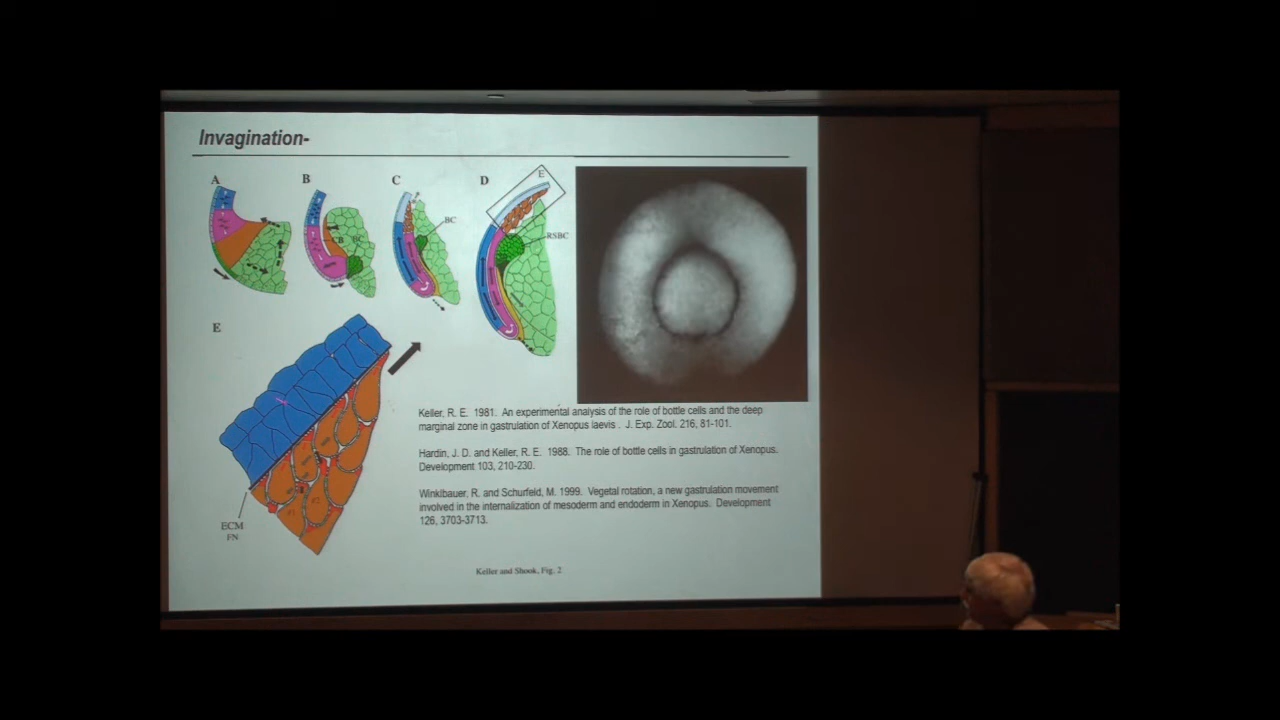 Invagination-
A
B
C
D
E
B
BC
BC
RSBC
E
ECM
FN
Keller, R. E. 1981. An experimental analysis of the role of bottle cells and the deep
marginal zone in gastrulation of Xenopus laevis . J. Exp. Zool. 216, 81-101.
Hardin, J. D. and Keller, R. E. 1988. The role of bottle cells in gastrulation of Xenopus.
Development 103, 210-230.
Winklbauer, R. and Schurfeld, M. 1999. Vegetal rotation, a new gastrulation movement
involved in the internalization of mesoderm and endoderm in Xenopus. Development
126, 3703-3713.
Keller and Shook, Fig. 2